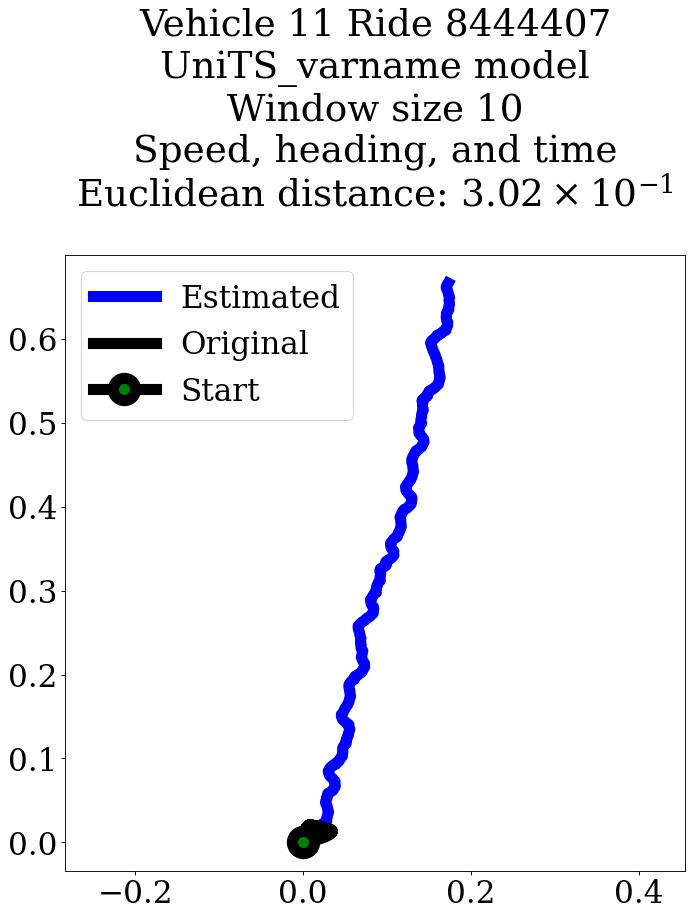 Vehicle 11 Ride 8444407
UniTS_varname model
Window size 10
Speed, heading, and time
Euclidean distance: 3.02 × 10⁻¹
Estimated
Original
Start
0.6
0.5
0.4
0.3
0.2
0.1
0.0
−0.2 0.0 0.2 0.4